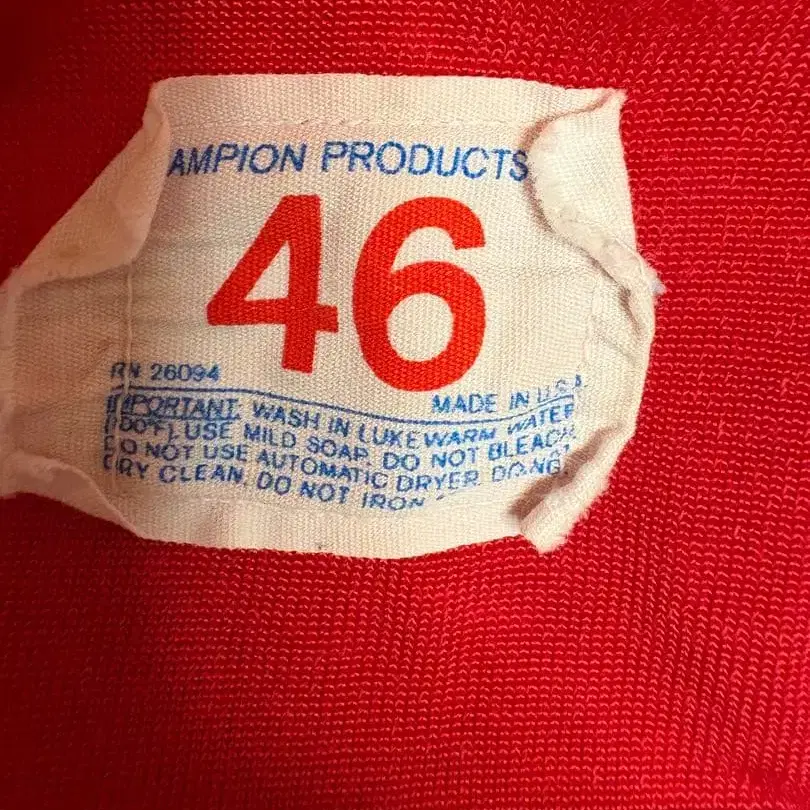 AMPION PRODUCTS
46
RN 26094
MADE IN U.S.A.
IMPORTANT. WASH IN LUKEWARM WATER
(100°F). USE MILD SOAP. DO NOT BLEACH.
DO NOT USE AUTOMATIC DRYER. DO NOT
DRY CLEAN. DO NOT IRON